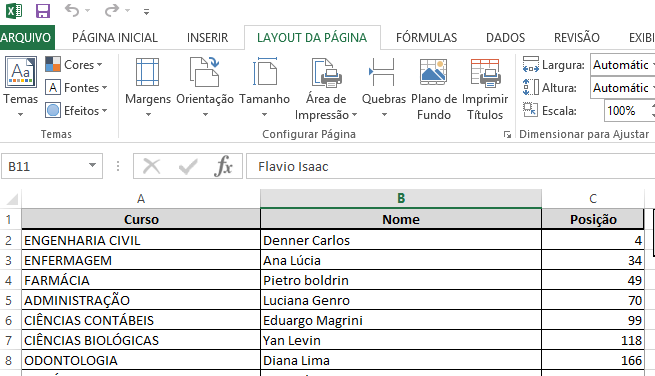 ARQUIVO PÁGINA INICIAL INSERIR LAYOUT DA PÁGINA FÓRMULAS DADOS REVISÃO EXIBI
Aa Cores Largura: Automátic
A Fontes Altura: Automátic
Temas Efeitos Margens Orientação Tamanho Área de Impressão Quebras Plano de Fundo Imprimir Títulos Escala: 100%
Temas Configurar Página Dimensionar para Ajustar
B11 fx Flavio Isaac
A B C
1 Curso Nome Posição
2 ENGENHARIA CIVIL Denner Carlos 4
3 ENFERMAGEM Ana Lúcia 34
4 FARMÁCIA Pietro boldrin 49
5 ADMINISTRAÇÃO Luciana Genro 70
6 CIÊNCIAS CONTÁBEIS Eduargo Magrini 99
7 CIÊNCIAS BIOLÓGICAS Yan Levin 118
8 ODONTOLOGIA Diana Lima 166